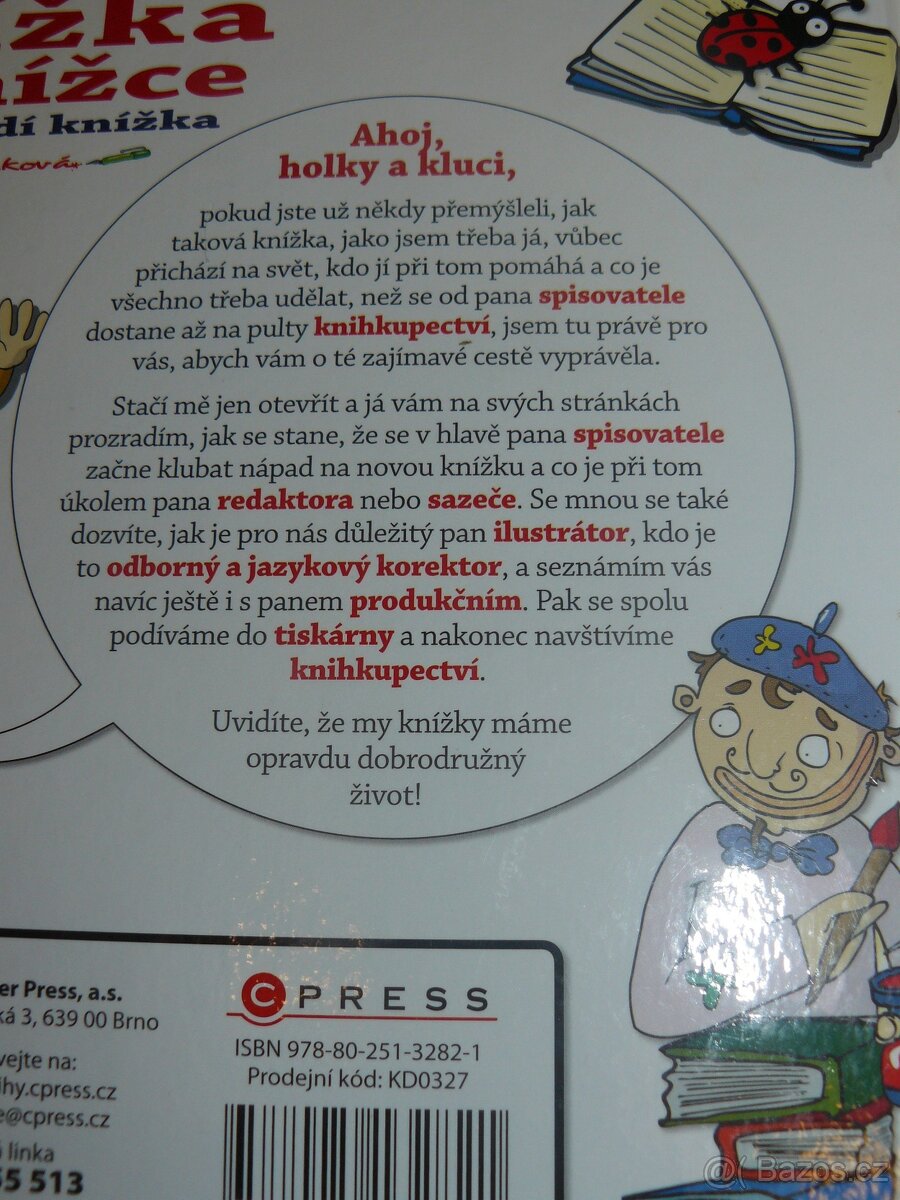 ížka
nížce
dí knížka
ková
Ahoj,
holky a kluci,
pokud jste už někdy přemýšleli, jak
taková knížka, jako jsem třeba já, vůbec
přichází na svět, kdo jí při tom pomáhá a co je
všechno třeba udělat, než se od pana spisovatele
dostane až na pulty knihkupectví, jsem tu právě pro
vás, abych vám o té zajímavé cestě vyprávěla.
Stačí mě jen otevřít a já vám na svých stránkách
prozradím, jak se stane, že se v hlavě pana spisovatele
začne klubat nápad na novou knížku a co je při tom
úkolem pana redaktora nebo sazeče. Se mnou se také
dozvíte, jak je pro nás důležitý pan ilustrátor, kdo je
to odborný a jazykový korektor, a seznámím vás
navíc ještě i s panem produkčním. Pak se spolu
podíváme do tiskárny a nakonec navštívíme
knihkupectví.
Uvidíte, že my knížky máme
opravdu dobrodružný
život!
er Press, a.s.
ká 3, 639 00 Brno
vejte na:
ihy.cpress.cz
e@cpress.cz
linka
55 513
CPRESS
ISBN 978-80-251-3282-1
Prodejní kód: KD0327
@( Bazos.cz